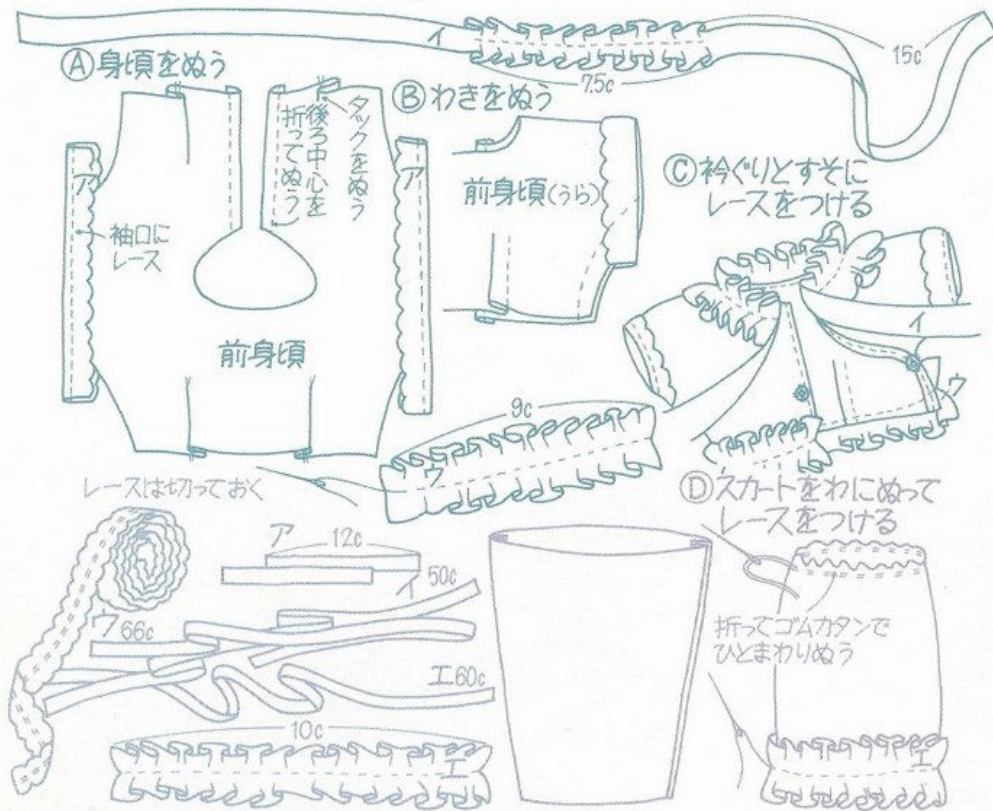 イ
15c
7.5c
Ⓐ身頃をぬう
タックをぬう
後ろ中心を
折ってぬう
ア
ア
袖口に
レース
前身頃
Ⓑわきをぬう
前身頃(うら)
Ⓒ衿ぐりとすそに
レースをつける
イ
ウ
9c
ウ
レースは切っておく
ア
12c
イ
50c
ウ
66c
エ60c
10c
エ
Ⓓスカートをわにぬって
レースをつける
折ってゴムカタンで
ひとまわりぬう
エ